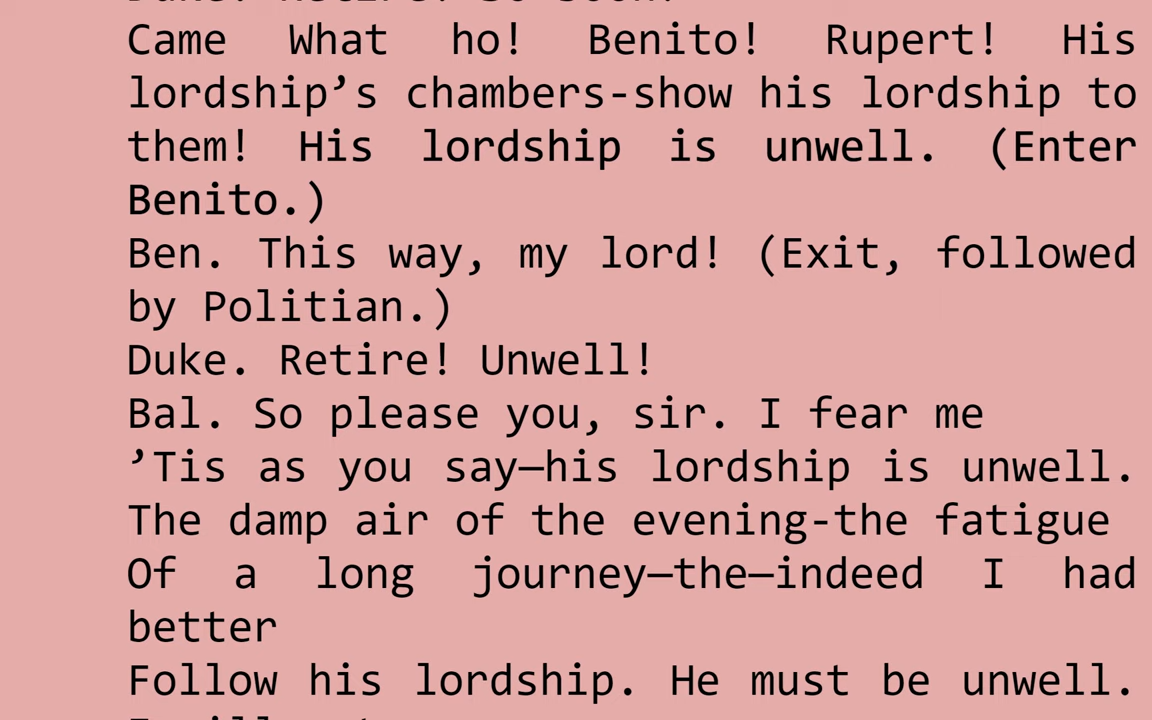 Came What ho! Benito! Rupert! His
lordship’s chambers-show his lordship to
them! His lordship is unwell. (Enter
Benito.)
Ben. This way, my lord! (Exit, followed
by Politian.)
Duke. Retire! Unwell!
Bal. So please you, sir. I fear me
’Tis as you say—his lordship is unwell.
The damp air of the evening-the fatigue
Of a long journey—the—indeed I had
better
Follow his lordship. He must be unwell.